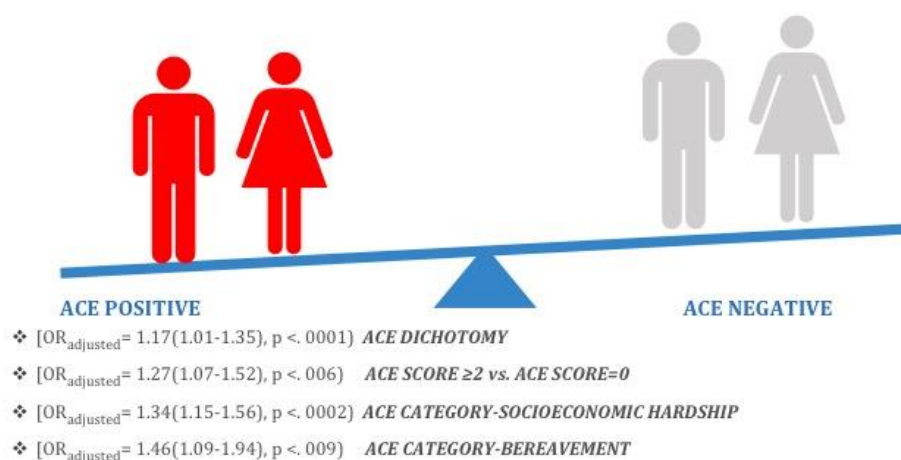 ACE POSITIVE ACE NEGATIVE
❖ [ORadjusted= 1.17(1.01-1.35), p <. 0001) ACE DICHOTOMY
❖ [ORadjusted= 1.27(1.07-1.52), p <. 006) ACE SCORE ≥2 vs. ACE SCORE=0
❖ [ORadjusted= 1.34(1.15-1.56), p <. 0002) ACE CATEGORY-SOCIOECONOMIC HARDSHIP
❖ [ORadjusted= 1.46(1.09-1.94), p <. 009) ACE CATEGORY-BEREAVEMENT